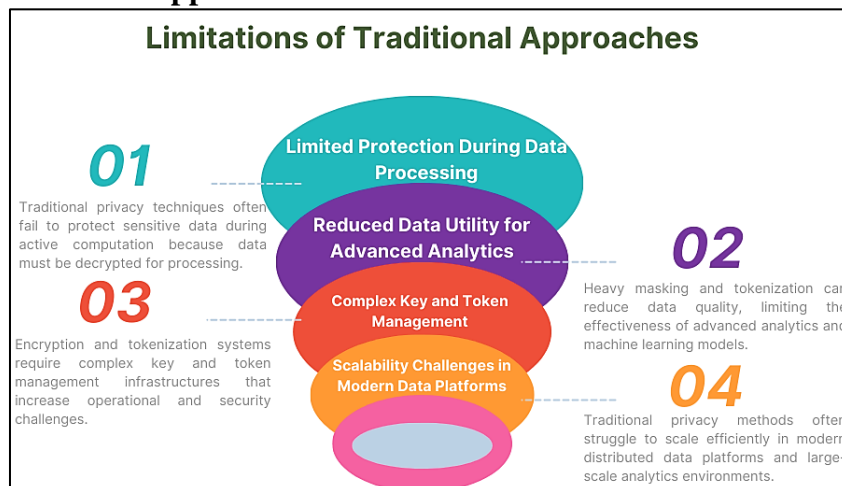 Limitations of Traditional Approaches
Limited Protection During Data
Processing
01
Traditional privacy techniques often
fail to protect sensitive data during
active computation because data
must be decrypted for processing.
Reduced Data Utility for
Advanced Analytics
02
Heavy masking and tokenization can
reduce data quality, limiting the
effectiveness of advanced analytics and
machine learning models.
03
Complex Key and Token
Management
Encryption and tokenization systems
require complex key and token
management infrastructures that
increase operational and security
challenges.
Scalability Challenges in
Modern Data Platforms
04
Traditional privacy methods often
struggle to scale efficiently in modern
distributed data platforms and large-
scale analytics environments.